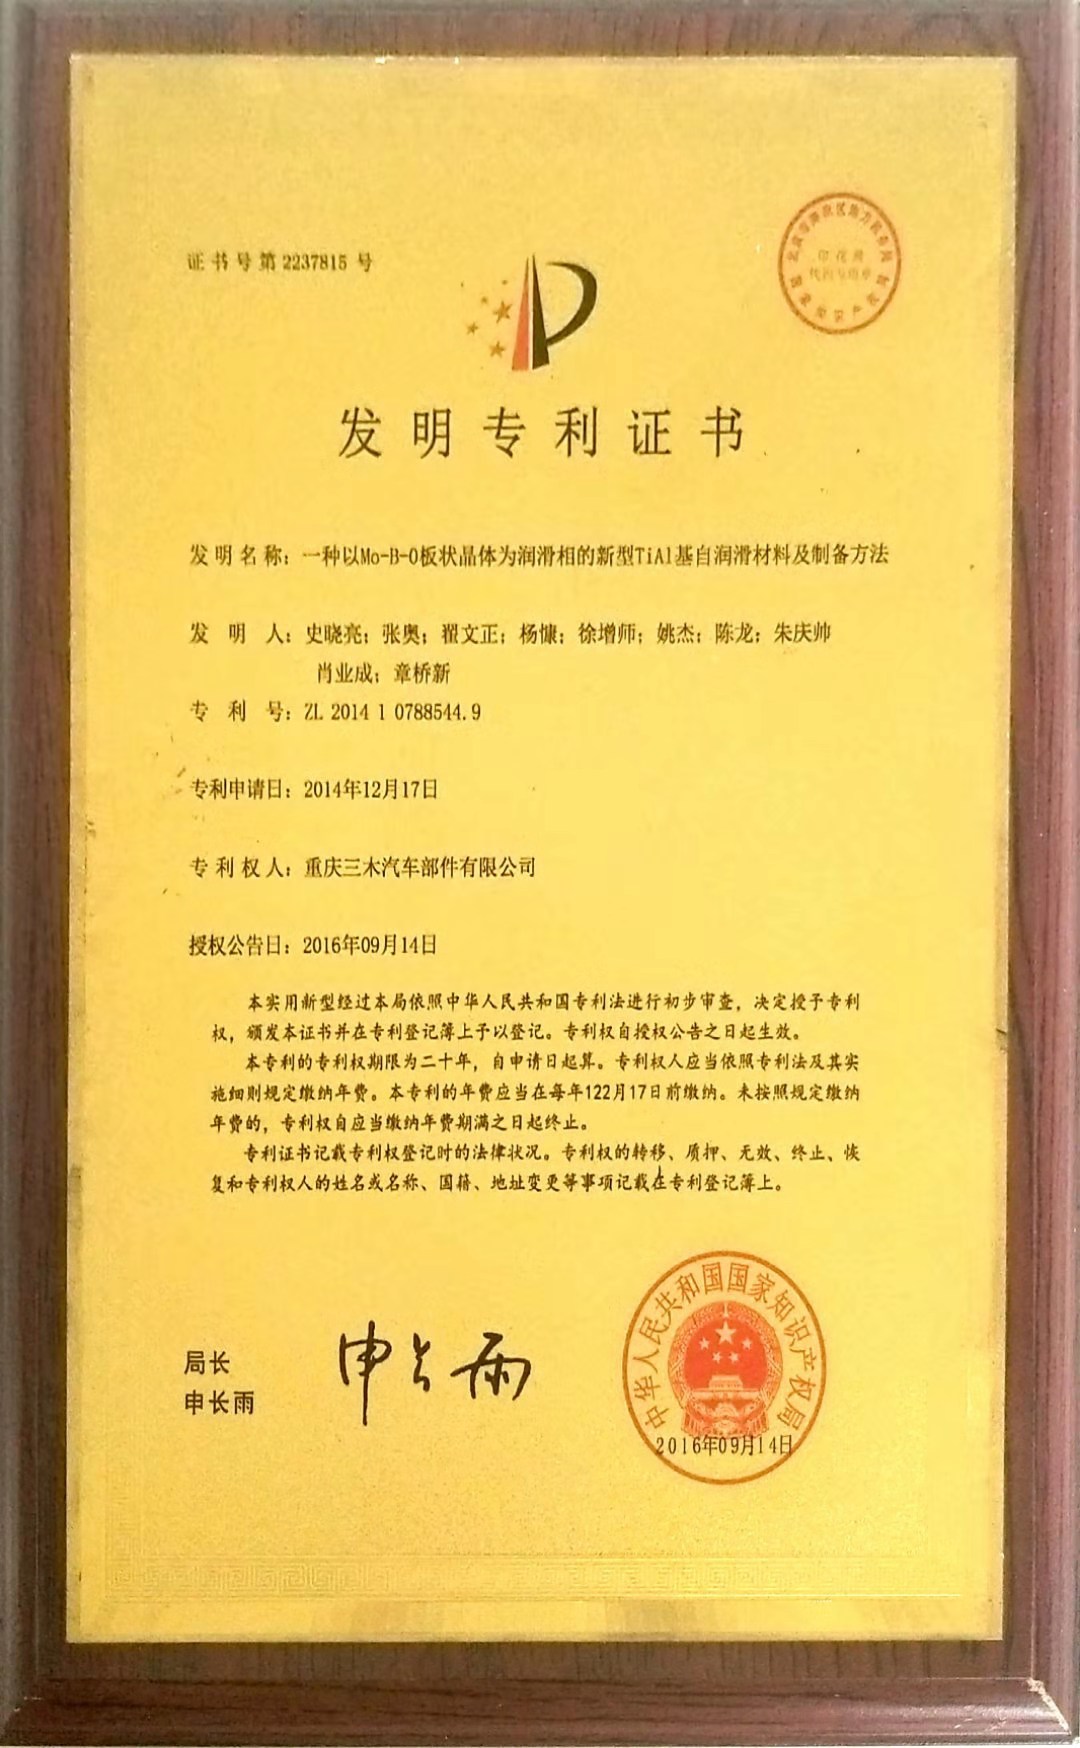 证书号第2237815号
印花税
发明专利证书
发明名称：一种以Mo-B-O板状晶体为润滑相的新型TiAl基自润滑材料及制备方法
发明人：史晓亮；张奥；翟文正；杨慷；徐增师；姚杰；陈龙；朱庆帅
肖业成；章桥新
专利号：ZL 2014 1 0788544.9
专利申请日：2014年12月17日
专利权人：重庆三木汽车部件有限公司
授权公告日：2016年09月14日
本实用新型经过本局依照中华人民共和国专利法进行初步审查，决定授予专利
权，颁发本证书并在专利登记簿上予以登记。专利权自授权公告之日起生效。
本专利的专利权期限为二十年，自申请日起算。专利权人应当依照专利法及其实
施细则规定缴纳年费。本专利的年费应当在每年122月17日前缴纳。未按照规定缴纳
年费的，专利权自应当缴纳年费期满之日起终止。
专利证书记载专利权登记时的法律状况。专利权的转移、质押、无效、终止、恢
复和专利权人的姓名或名称、国籍、地址变更等事项记载在专利登记簿上。
局长
申长雨
申长雨
中华人民共和国国家知识产权局
2016年09月14日